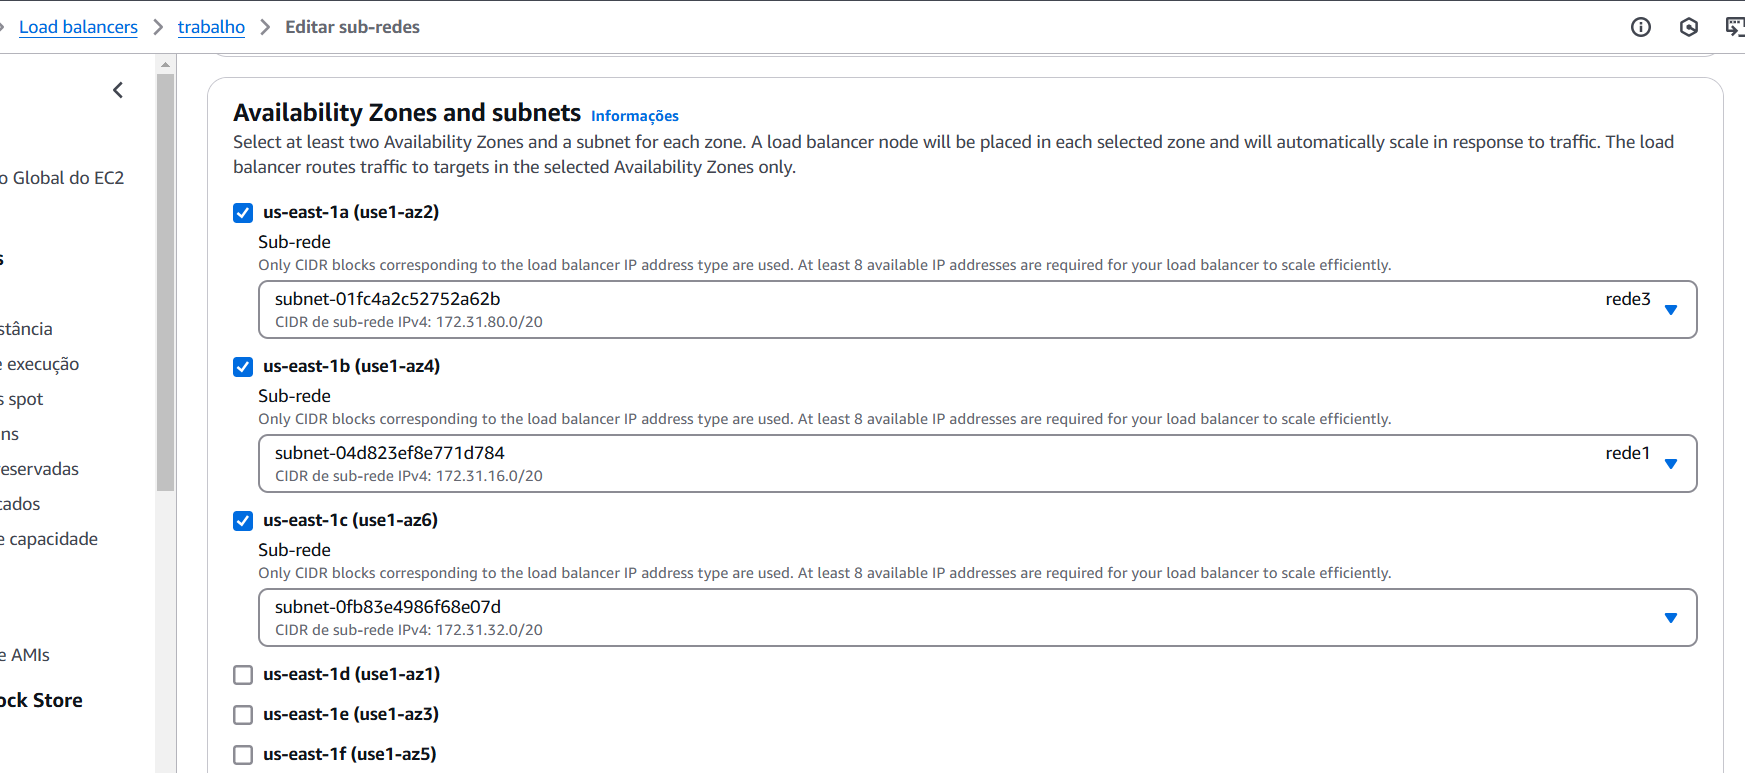 Load balancers > trabalho > Editar sub-redes
o Global do EC2
s
stância
e execução
s spot
ns
reservadas
cados
e capacidade
e AMIs
ock Store
Availability Zones and subnets Informações
Select at least two Availability Zones and a subnet for each zone. A load balancer node will be placed in each selected zone and will automatically scale in response to traffic. The load
balancer routes traffic to targets in the selected Availability Zones only.
us-east-1a (use1-az2)
Sub-rede
Only CIDR blocks corresponding to the load balancer IP address type are used. At least 8 available IP addresses are required for your load balancer to scale efficiently.
subnet-01fc4a2c52752a62b rede3
CIDR de sub-rede IPv4: 172.31.80.0/20
us-east-1b (use1-az4)
Sub-rede
Only CIDR blocks corresponding to the load balancer IP address type are used. At least 8 available IP addresses are required for your load balancer to scale efficiently.
subnet-04d823ef8e771d784 rede1
CIDR de sub-rede IPv4: 172.31.16.0/20
us-east-1c (use1-az6)
Sub-rede
Only CIDR blocks corresponding to the load balancer IP address type are used. At least 8 available IP addresses are required for your load balancer to scale efficiently.
subnet-0fb83e4986f68e07d
CIDR de sub-rede IPv4: 172.31.32.0/20
us-east-1d (use1-az1)
us-east-1e (use1-az3)
us-east-1f (use1-az5)